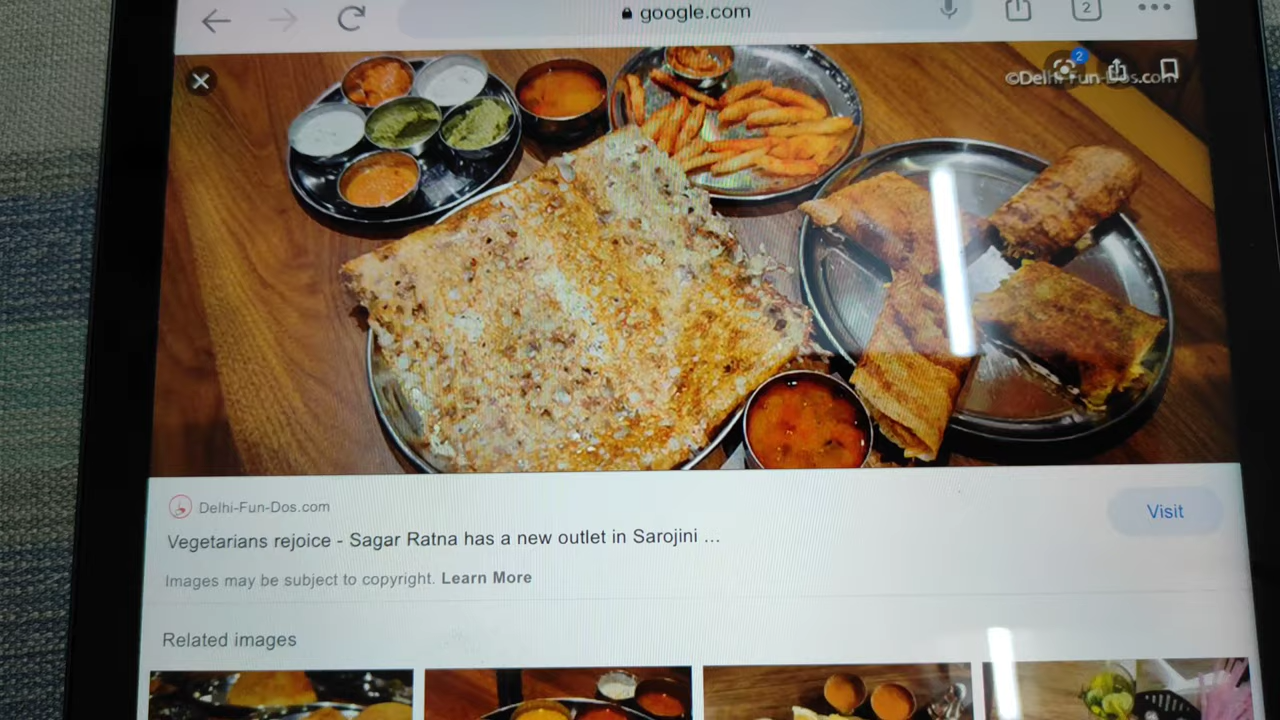 google.com
2
2
©Delhi-Fun-Dos.com
Delhi-Fun-Dos.com
Visit
Vegetarians rejoice - Sagar Ratna has a new outlet in Sarojini ...
Images may be subject to copyright. Learn More
Related images